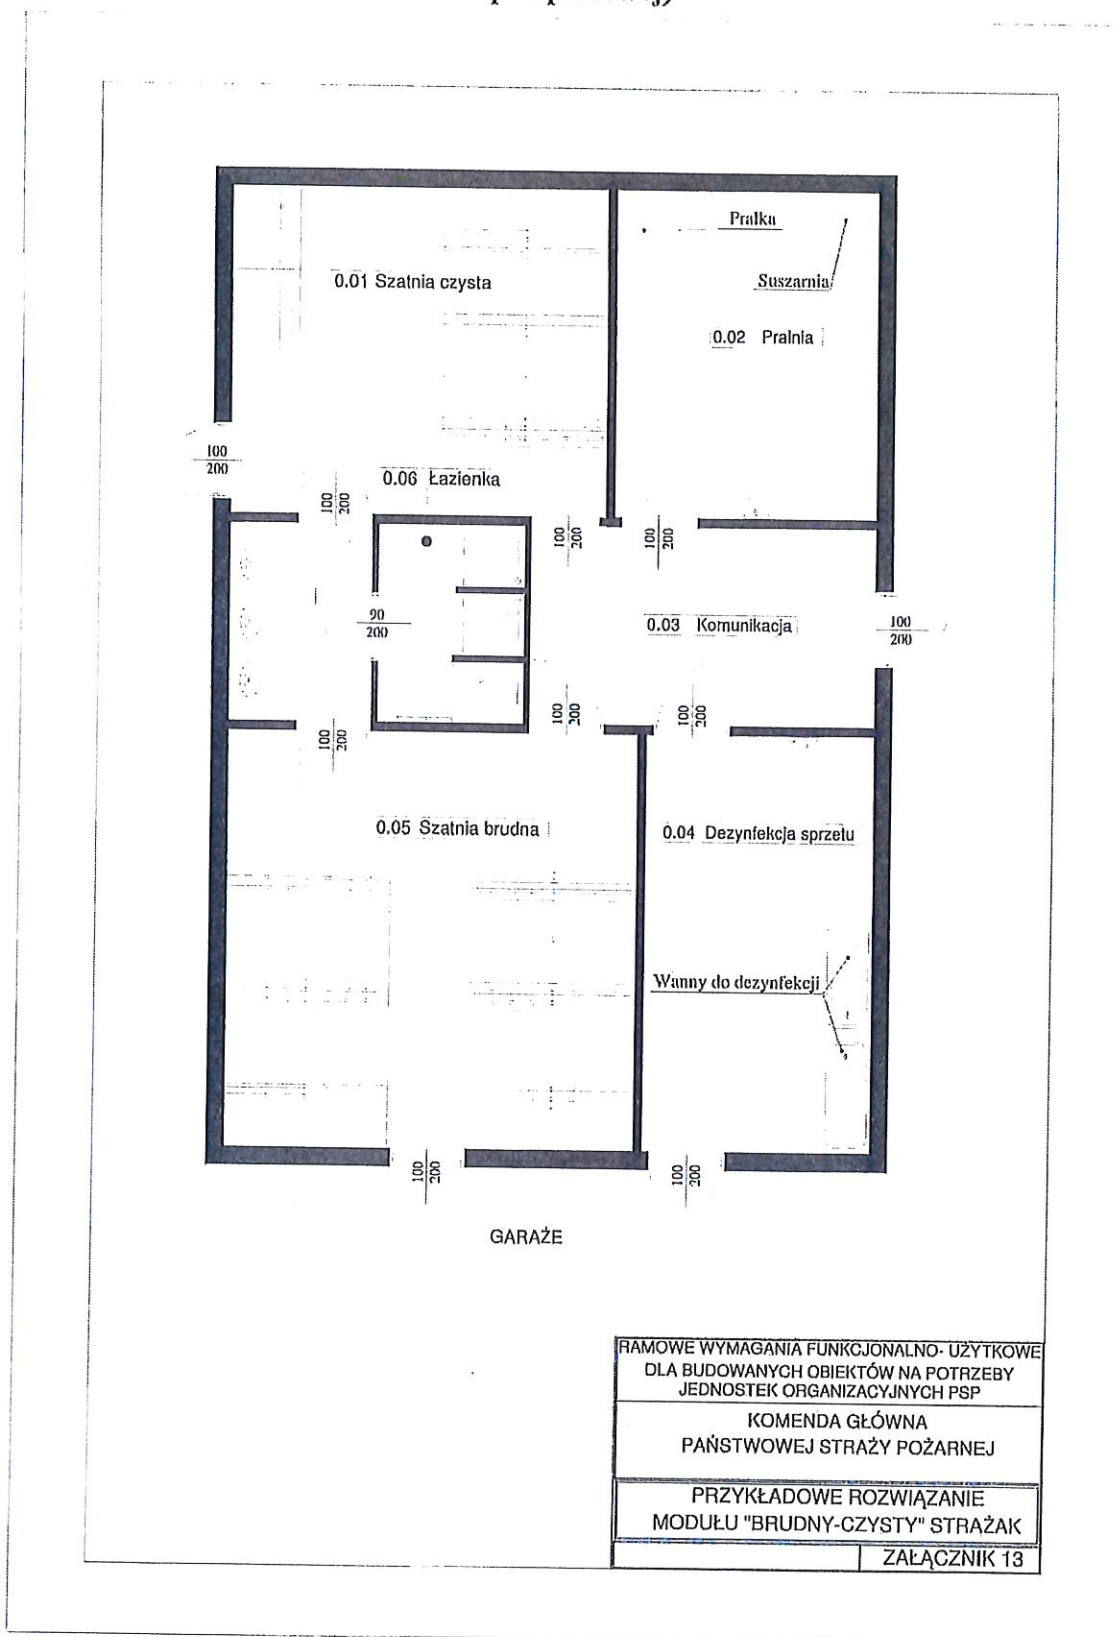 Pralka
Suszarnia
0.01 Szatnia czysta
0.02 Pralnia
100
200
0.06 Łazienka
100
200
100
200
100
200
90
200
0.03 Komunikacja
100
200
100
200
100
200
100
200
0.05 Szatnia brudna
0.04 Dezynfekcja sprzetu
Wanny do dezynfekcji
100
200
100
200
GARAŻE
RAMOWE WYMAGANIA FUNKCJONALNO- UŻYTKOWE
DLA BUDOWANYCH OBIEKTÓW NA POTRZEBY
JEDNOSTEK ORGANIZACYJNYCH PSP
KOMENDA GŁÓWNA
PAŃSTWOWEJ STRAŻY POŻARNEJ
PRZYKŁADOWE ROZWIĄZANIE
MODUŁU "BRUDNY-CZYSTY" STRAŻAK
ZAŁĄCZNIK 13